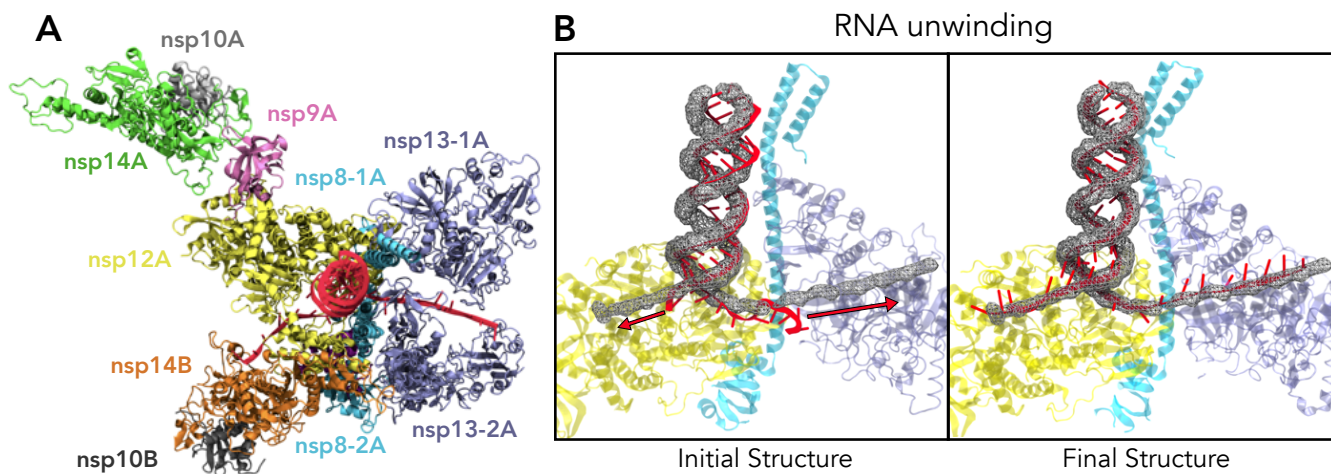 A
nsp10A
nsp9A
nsp14A
nsp13-1A
nsp8-1A
nsp12A
nsp14B
nsp10B
nsp8-2A
nsp13-2A
B
RNA unwinding
Initial Structure
Final Structure